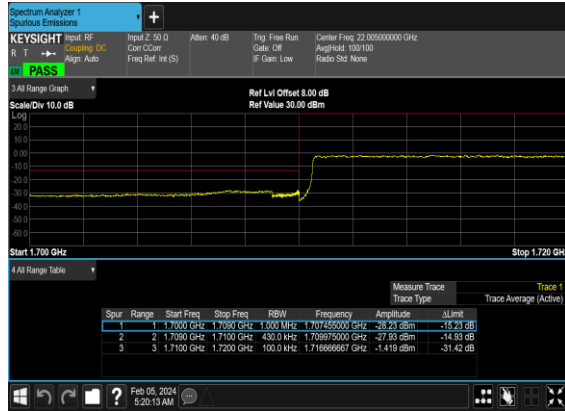 Spectrum Analyzer 1
Spurious Emissions
KEYSIGHT Input: RF Input Z: 50 Ω Atten: 40 dB Trig: Free Run Center Freq: 22.005000000 GHz
R T Coupling: DC Corr CCorr Gate: Off Avg|Hold: 100/100
Align: Auto Freq Ref: Int (S) IF Gain: Low Radio Std: None
PASS
3 All Range Graph Ref Lvl Offset 8.00 dB
Scale/Div 10.0 dB Ref Value 30.00 dBm
Log
20.0
10.0
0.00
-10.0
-20.0
-30.0
-40.0
-50.0
-60.0
Start 1.700 GHz Stop 1.720 GHz
4 All Range Table
Measure Trace Trace 1
Trace Type Trace Average (Active)
Spur Range Start Freq Stop Freq RBW Frequency Amplitude ΔLimit
1 1 1.7000 GHz 1.7090 GHz 1.000 MHz 1.707455000 GHz -28.23 dBm -15.23 dB
2 2 1.7090 GHz 1.7100 GHz 430.0 kHz 1.709975000 GHz -27.93 dBm -14.93 dB
3 3 1.7100 GHz 1.7200 GHz 100.0 kHz 1.716666667 GHz -1.419 dBm -31.42 dB
Feb 05, 2024
5:20:13 AM